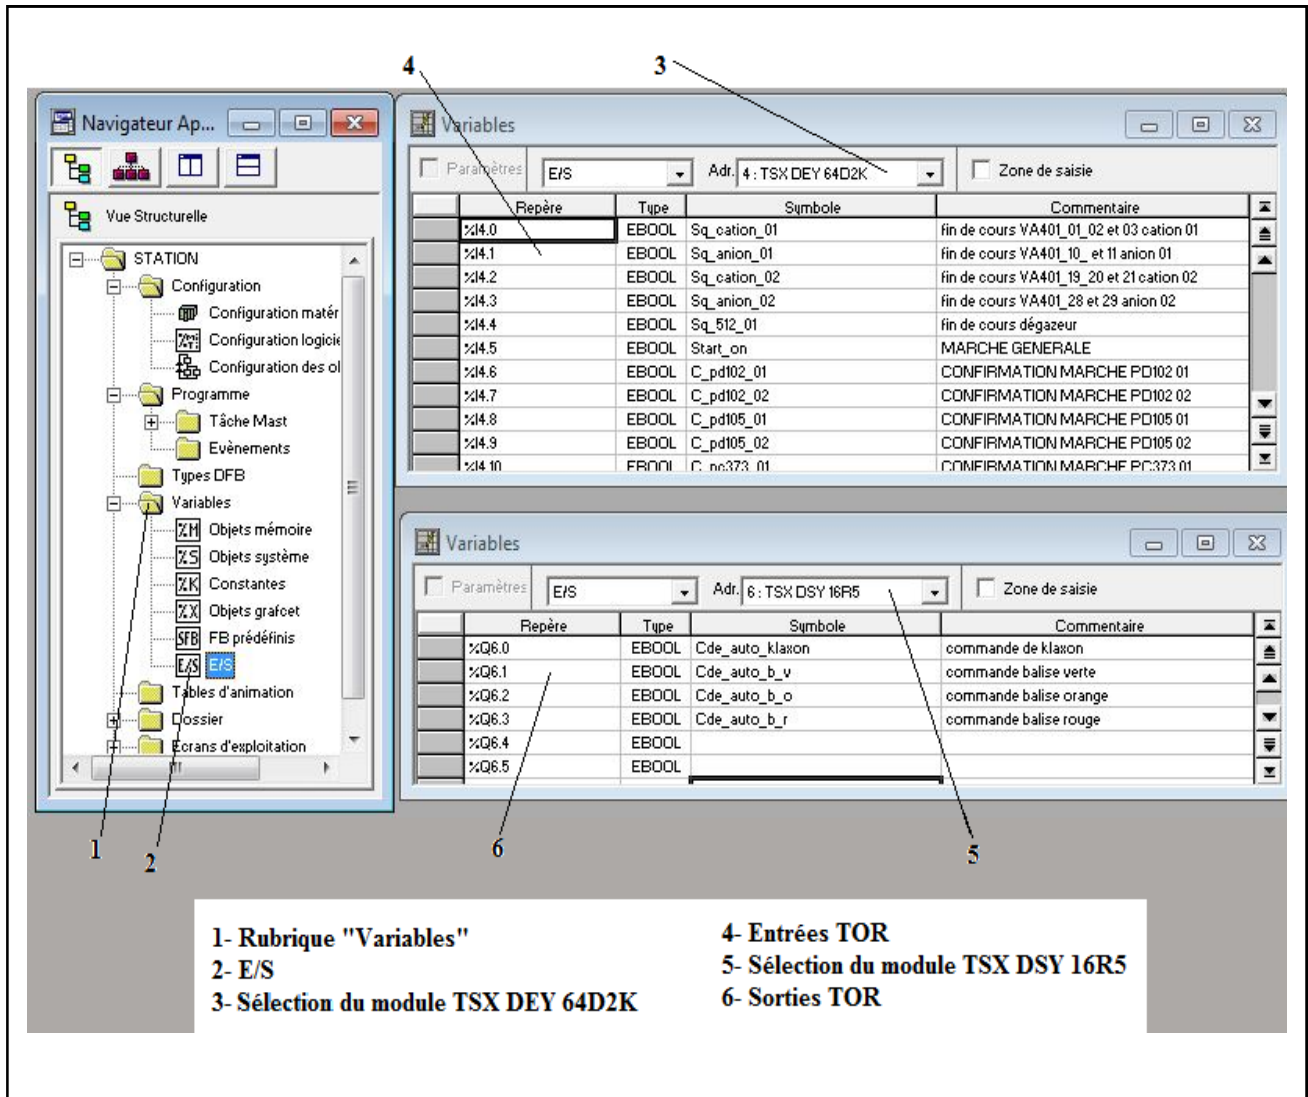 4 3
Navigateur Ap...
Vue Structurelle
STATION
Configuration
Configuration matér
Configuration logicie
Configuration des ol
Programme
Tâche Mast
Evènements
Types DFB
Variables
%M Objets mémoire
%S Objets système
%K Constantes
%X Objets grafcet
SFB FB prédéfinis
E/S E/S
Tables d'animation
Dossier
Ecrans d'exploitation
Variables
Paramètres E/S Adr. 4 : TSX DEY 64D2K Zone de saisie
Repère Type Symbole Commentaire
%I4.0 EBOOL Sq_cation_01 fin de cours VA401_01_02 et 03 cation 01
%I4.1 EBOOL Sq_anion_01 fin de cours VA401_10_ et 11 anion 01
%I4.2 EBOOL Sq_cation_02 fin de cours VA401_19_20 et 21 cation 02
%I4.3 EBOOL Sq_anion_02 fin de cours VA401_28 et 29 anion 02
%I4.4 EBOOL Sq_512_01 fin de cours dégazeur
%I4.5 EBOOL Start_on MARCHE GENERALE
%I4.6 EBOOL C_pd102_01 CONFIRMATION MARCHE PD102 01
%I4.7 EBOOL C_pd102_02 CONFIRMATION MARCHE PD102 02
%I4.8 EBOOL C_pd105_01 CONFIRMATION MARCHE PD105 01
%I4.9 EBOOL C_pd105_02 CONFIRMATION MARCHE PD105 02
%I4.10 EBOOL C_pc373_01 CONFIRMATION MARCHE PC373 01
Variables
Paramètres E/S Adr. 6 : TSX DSY 16R5 Zone de saisie
Repère Type Symbole Commentaire
%Q6.0 EBOOL Cde_auto_klaxon commande de klaxon
%Q6.1 EBOOL Cde_auto_b_v commande balise verte
%Q6.2 EBOOL Cde_auto_b_o commande balise orange
%Q6.3 EBOOL Cde_auto_b_r commande balise rouge
%Q6.4 EBOOL
%Q6.5 EBOOL
1 2 6 5
1- Rubrique "Variables"
2- E/S
3- Sélection du module TSX DEY 64D2K
4- Entrées TOR
5- Sélection du module TSX DSY 16R5
6- Sorties TOR